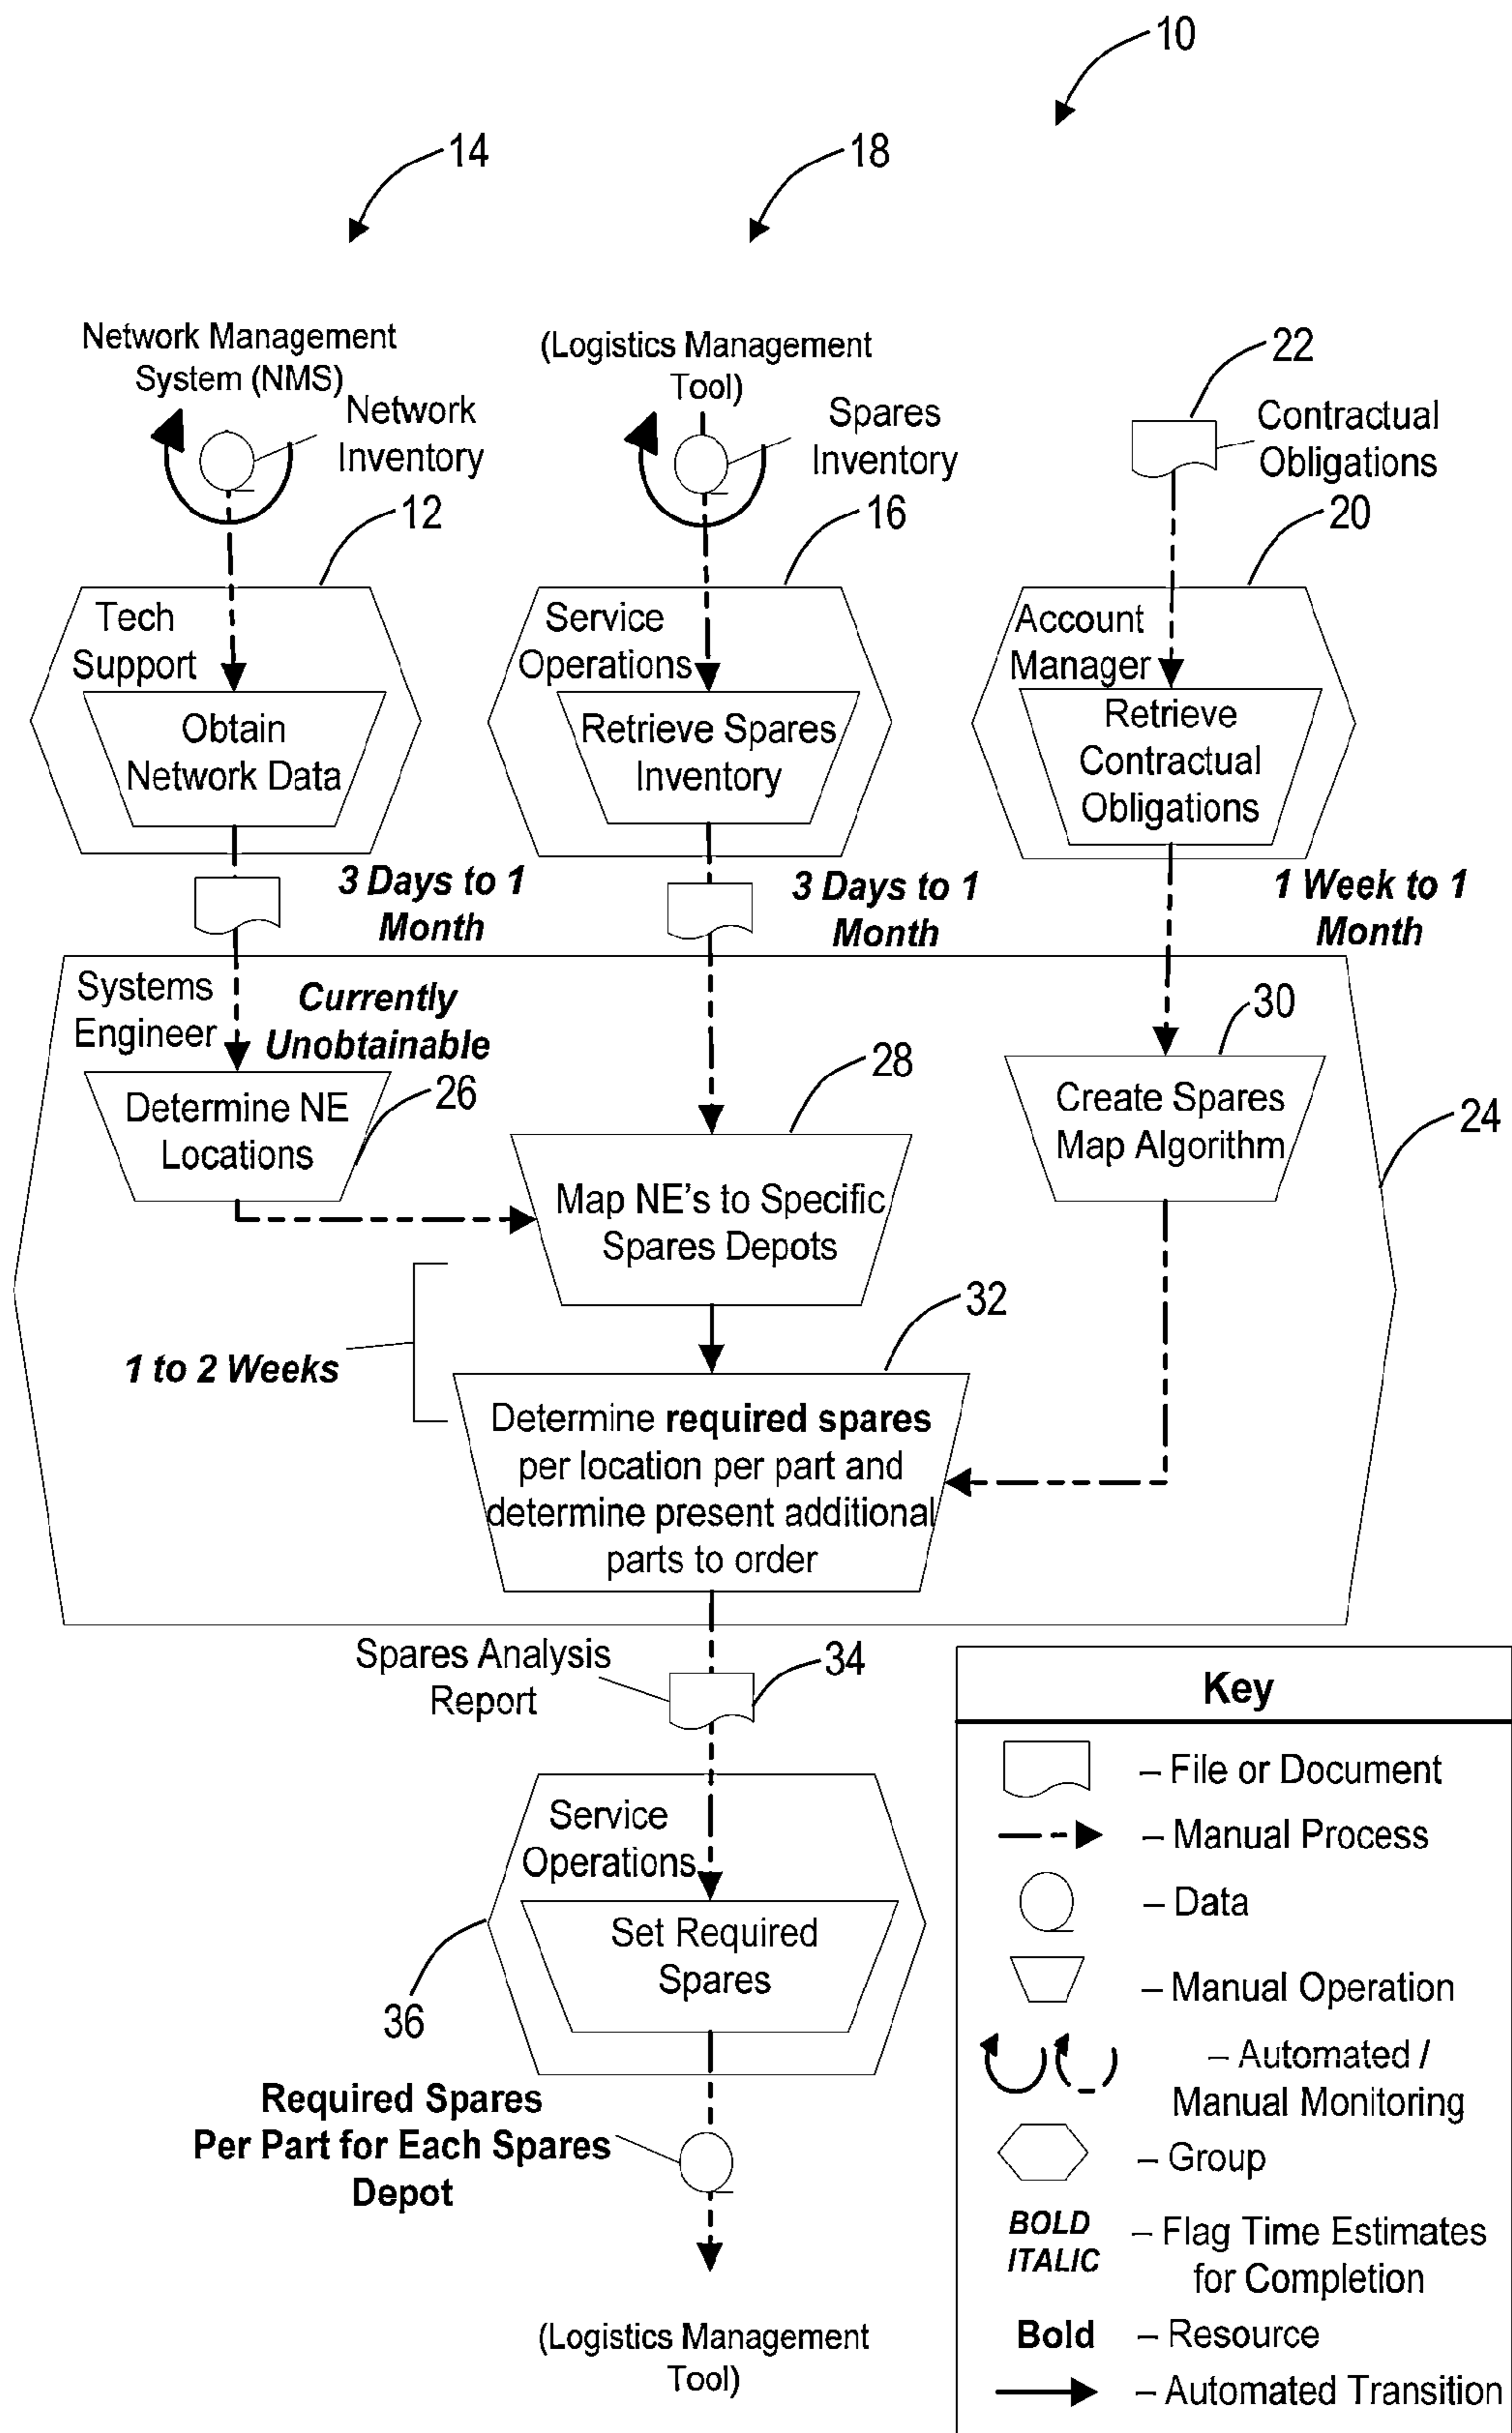 10
14
18
Network Management
System (NMS)
(Logistics Management
Tool)
22
Network
Inventory
Spares
Inventory
Contractual
Obligations
12
16
20
Tech
Support
Service
Operations
Account
Manager
Obtain
Network Data
Retrieve Spares
Inventory
Retrieve
Contractual
Obligations
3 Days to 1
Month
3 Days to 1
Month
1 Week to 1
Month
Systems
Engineer
Currently
Unobtainable
30
28
26
24
Determine NE
Locations
Create Spares
Map Algorithm
Map NE's to Specific
Spares Depots
32
1 to 2 Weeks
Determine required spares
per location per part and
determine present additional
parts to order
Spares Analysis
Report
34
Service
Operations
Set Required
Spares
36
Required Spares
Per Part for Each Spares
Depot
(Logistics Management
Tool)
Key
– File or Document
– Manual Process
– Data
– Manual Operation
– Automated /
Manual Monitoring
– Group
BOLD
ITALIC
– Flag Time Estimates
for Completion
Bold – Resource
– Automated Transition